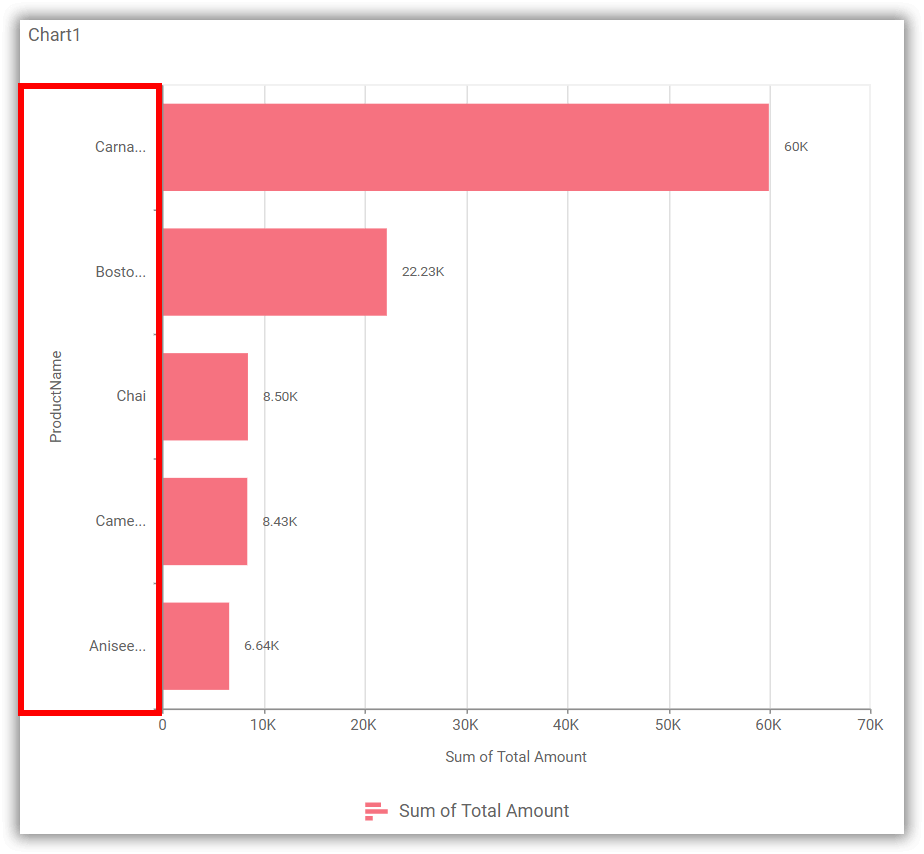 Chart1
Carna...
60K
Bosto...
22.23K
ProductName
Chai
8.50K
Came...
8.43K
Anisee...
6.64K
0 10K 20K 30K 40K 50K 60K 70K
Sum of Total Amount
Sum of Total Amount